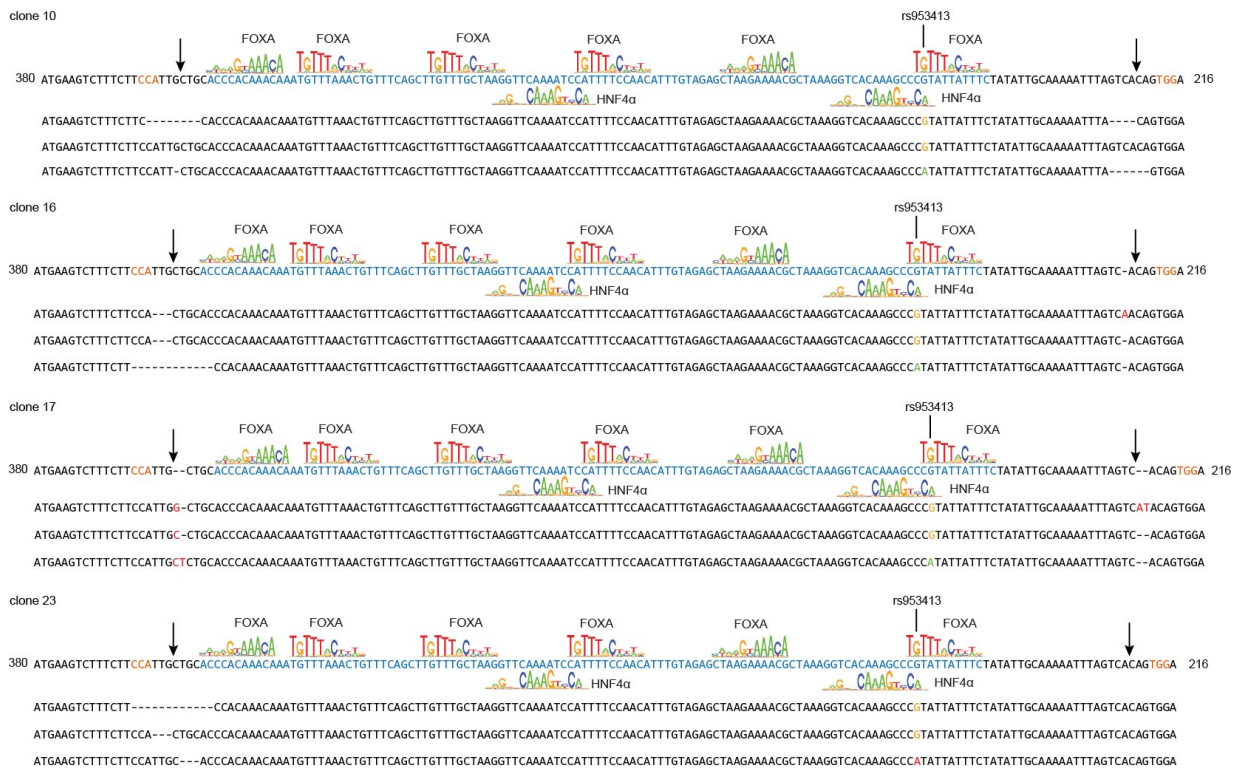 clone 10
rs953413
FOXA FOXA FOXA FOXA FOXA FOXA
380 ATGAAGTCTTTCTTCCATTGCTGCACCCACAAACAAATGTTTAAACTGTTTCAGCTTGTTTGCTAAGGTTCAAAATCCATTTTCCAACATTTGTAGAGCTAAGAAAACGCTAAAGGTCACAAAGCCCGTATTATTTCTATATTGCAAAAATTTAGTCACAGTGGA 216
HNF4α HNF4α
ATGAAGTCTTTCTTC--------CACCCACAAACAAATGTTTAAACTGTTTCAGCTTGTTTGCTAAGGTTCAAAATCCATTTTCCAACATTTGTAGAGCTAAGAAAACGCTAAAGGTCACAAAGCCCGTATTATTTCTATATTGCAAAAATTTA----CAGTGGA
ATGAAGTCTTTCTTCCATTGCTGCACCCACAAACAAATGTTTAAACTGTTTCAGCTTGTTTGCTAAGGTTCAAAATCCATTTTCCAACATTTGTAGAGCTAAGAAAACGCTAAAGGTCACAAAGCCCGTATTATTTCTATATTGCAAAAATTTAGTCACAGTGGA
ATGAAGTCTTTCTTCCATT-CTGCACCCACAAACAAATGTTTAAACTGTTTCAGCTTGTTTGCTAAGGTTCAAAATCCATTTTCCAACATTTGTAGAGCTAAGAAAACGCTAAAGGTCACAAAGCCCATATTATTTCTATATTGCAAAAATTTA------GTGGA
clone 16
rs953413
FOXA FOXA FOXA FOXA FOXA FOXA
380 ATGAAGTCTTTCTTCCATTGCTGCACCCACAAACAAATGTTTAAACTGTTTCAGCTTGTTTGCTAAGGTTCAAAATCCATTTTCCAACATTTGTAGAGCTAAGAAAACGCTAAAGGTCACAAAGCCCGTATTATTTCTATATTGCAAAAATTTAGTC-ACAGTGGA 216
HNF4α HNF4α
ATGAAGTCTTTCTTCCA---CTGCACCCACAAACAAATGTTTAAACTGTTTCAGCTTGTTTGCTAAGGTTCAAAATCCATTTTCCAACATTTGTAGAGCTAAGAAAACGCTAAAGGTCACAAAGCCCGTATTATTTCTATATTGCAAAAATTTAGTCAACAGTGGA
ATGAAGTCTTTCTTCCA---CTGCACCCACAAACAAATGTTTAAACTGTTTCAGCTTGTTTGCTAAGGTTCAAAATCCATTTTCCAACATTTGTAGAGCTAAGAAAACGCTAAAGGTCACAAAGCCCGTATTATTTCTATATTGCAAAAATTTAGTC-ACAGTGGA
ATGAAGTCTTTCTT------------CCACAAACAAATGTTTAAACTGTTTCAGCTTGTTTGCTAAGGTTCAAAATCCATTTTCCAACATTTGTAGAGCTAAGAAAACGCTAAAGGTCACAAAGCCCATATTATTTCTATATTGCAAAAATTTAGTC-ACAGTGGA
clone 17
rs953413
FOXA FOXA FOXA FOXA FOXA FOXA
380 ATGAAGTCTTTCTTCCATTG--CTGCACCCACAAACAAATGTTTAAACTGTTTCAGCTTGTTTGCTAAGGTTCAAAATCCATTTTCCAACATTTGTAGAGCTAAGAAAACGCTAAAGGTCACAAAGCCCGTATTATTTCTATATTGCAAAAATTTAGTC--ACAGTGGA 216
HNF4α HNF4α
ATGAAGTCTTTCTTCCATTGG-CTGCACCCACAAACAAATGTTTAAACTGTTTCAGCTTGTTTGCTAAGGTTCAAAATCCATTTTCCAACATTTGTAGAGCTAAGAAAACGCTAAAGGTCACAAAGCCCGTATTATTTCTATATTGCAAAAATTTAGTCATACAGTGGA
ATGAAGTCTTTCTTCCATTGC-CTGCACCCACAAACAAATGTTTAAACTGTTTCAGCTTGTTTGCTAAGGTTCAAAATCCATTTTCCAACATTTGTAGAGCTAAGAAAACGCTAAAGGTCACAAAGCCCGTATTATTTCTATATTGCAAAAATTTAGTC--ACAGTGGA
ATGAAGTCTTTCTTCCATTGCTCTGCACCCACAAACAAATGTTTAAACTGTTTCAGCTTGTTTGCTAAGGTTCAAAATCCATTTTCCAACATTTGTAGAGCTAAGAAAACGCTAAAGGTCACAAAGCCCATATTATTTCTATATTGCAAAAATTTAGTC--ACAGTGGA
clone 23
rs953413
FOXA FOXA FOXA FOXA FOXA FOXA
380 ATGAAGTCTTTCTTCCATTGCTGCACCCACAAACAAATGTTTAAACTGTTTCAGCTTGTTTGCTAAGGTTCAAAATCCATTTTCCAACATTTGTAGAGCTAAGAAAACGCTAAAGGTCACAAAGCCCGTATTATTTCTATATTGCAAAAATTTAGTCACAGTGGA 216
HNF4α HNF4α
ATGAAGTCTTTCTT------------CCACAAACAAATGTTTAAACTGTTTCAGCTTGTTTGCTAAGGTTCAAAATCCATTTTCCAACATTTGTAGAGCTAAGAAAACGCTAAAGGTCACAAAGCCCGTATTATTTCTATATTGCAAAAATTTAGTCACAGTGGA
ATGAAGTCTTTCTTCCA---CTGCACCCACAAACAAATGTTTAAACTGTTTCAGCTTGTTTGCTAAGGTTCAAAATCCATTTTCCAACATTTGTAGAGCTAAGAAAACGCTAAAGGTCACAAAGCCCGTATTATTTCTATATTGCAAAAATTTAGTCACAGTGGA
ATGAAGTCTTTCTTCCATTGC---ACCCACAAACAAATGTTTAAACTGTTTCAGCTTGTTTGCTAAGGTTCAAAATCCATTTTCCAACATTTGTAGAGCTAAGAAAACGCTAAAGGTCACAAAGCCCATATTATTTCTATATTGCAAAAATTTAGTCACAGTGGA